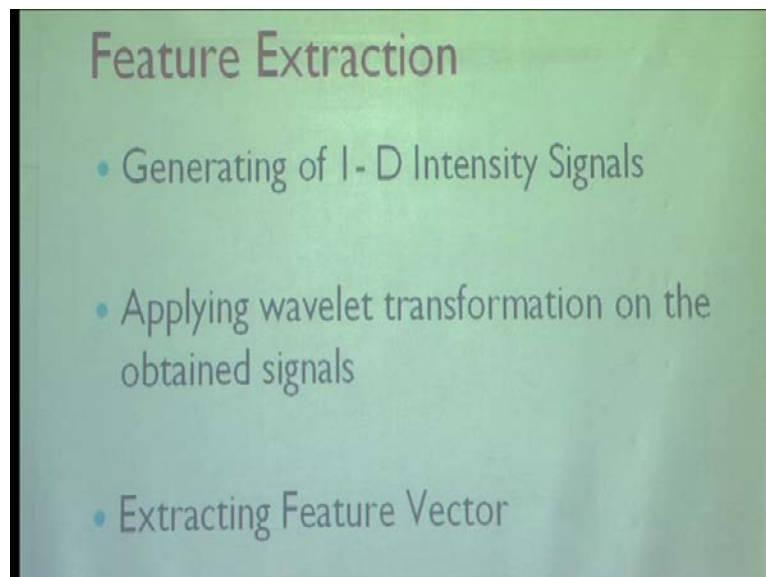 Feature Extraction
• Generating of 1- D Intensity Signals
• Applying wavelet transformation on the
obtained signals
• Extracting Feature Vector